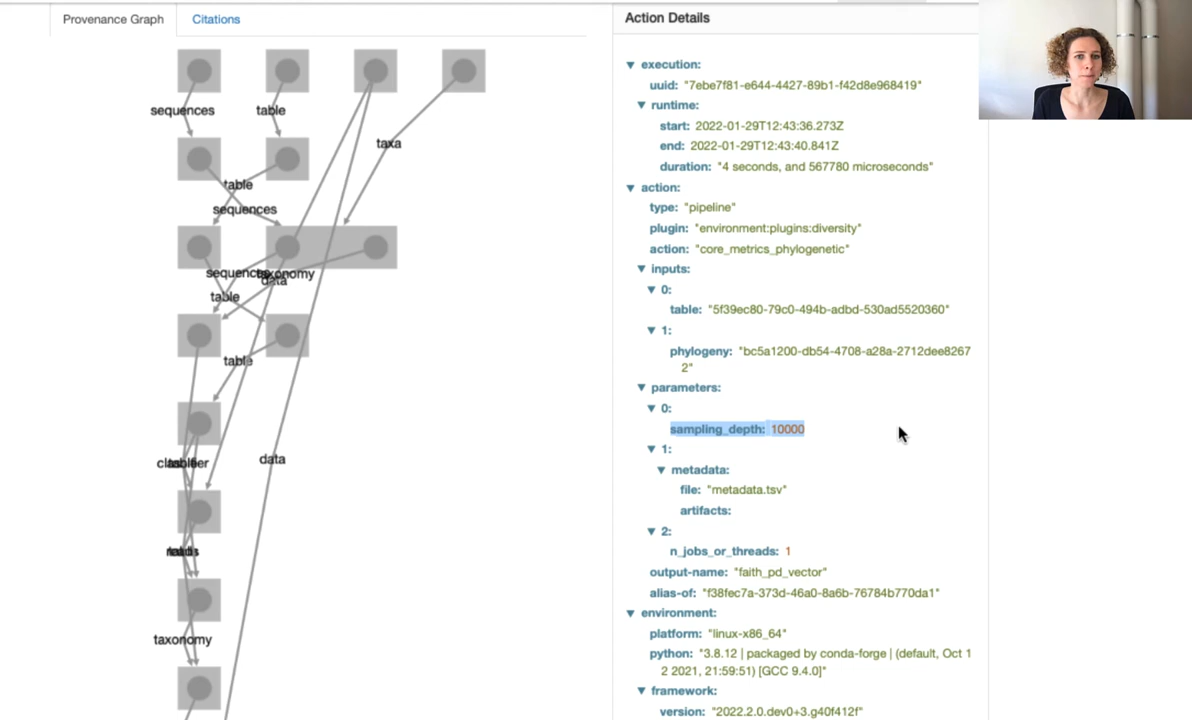 Provenance Graph
Citations
sequences
table
taxa
table
sequences
sequences
taxonomy
data
table
table
data
taxonomy
Action Details
execution:
uuid: "7ebe7f81-e644-4427-89b1-f42d8e968419"
runtime:
start: 2022-01-29T12:43:36.273Z
end: 2022-01-29T12:43:40.841Z
duration: "4 seconds, and 567780 microseconds"
action:
type: "pipeline"
plugin: "environment:plugins:diversity"
action: "core_metrics_phylogenetic"
inputs:
0:
table: "5f39ec80-79c0-494b-adbd-530ad5520360"
1:
phylogeny: "bc5a1200-db54-4708-a28a-2712dee8267
2"
parameters:
0:
sampling_depth: 10000
1:
metadata:
file: "metadata.tsv"
artifacts:
2:
n_jobs_or_threads: 1
output-name: "faith_pd_vector"
alias-of: "f38fec7a-373d-46a0-8a6b-76784b770da1"
environment:
platform: "linux-x86_64"
python: "3.8.12 | packaged by conda-forge | (default, Oct 1
2 2021, 21:59:51) [GCC 9.4.0]"
framework:
version: "2022.2.0.dev0+3.g40f412f"